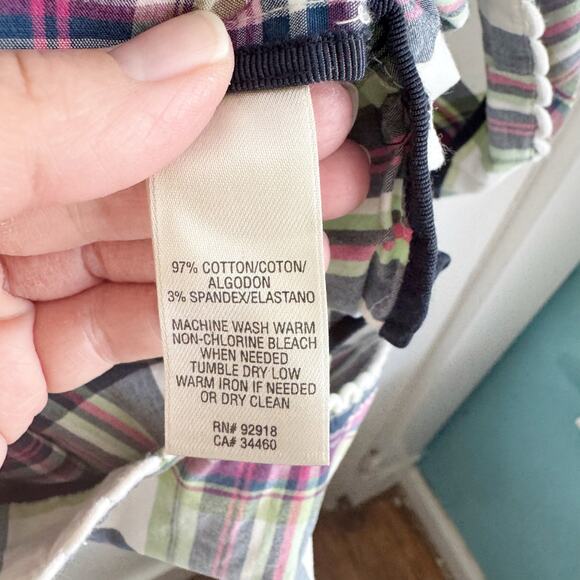 97% COTTON/COTON/
ALGODON
3% SPANDEX/ELASTANO
MACHINE WASH WARM
NON-CHLORINE BLEACH
WHEN NEEDED
TUMBLE DRY LOW
WARM IRON IF NEEDED
OR DRY CLEAN
RN# 92918
CA# 34460